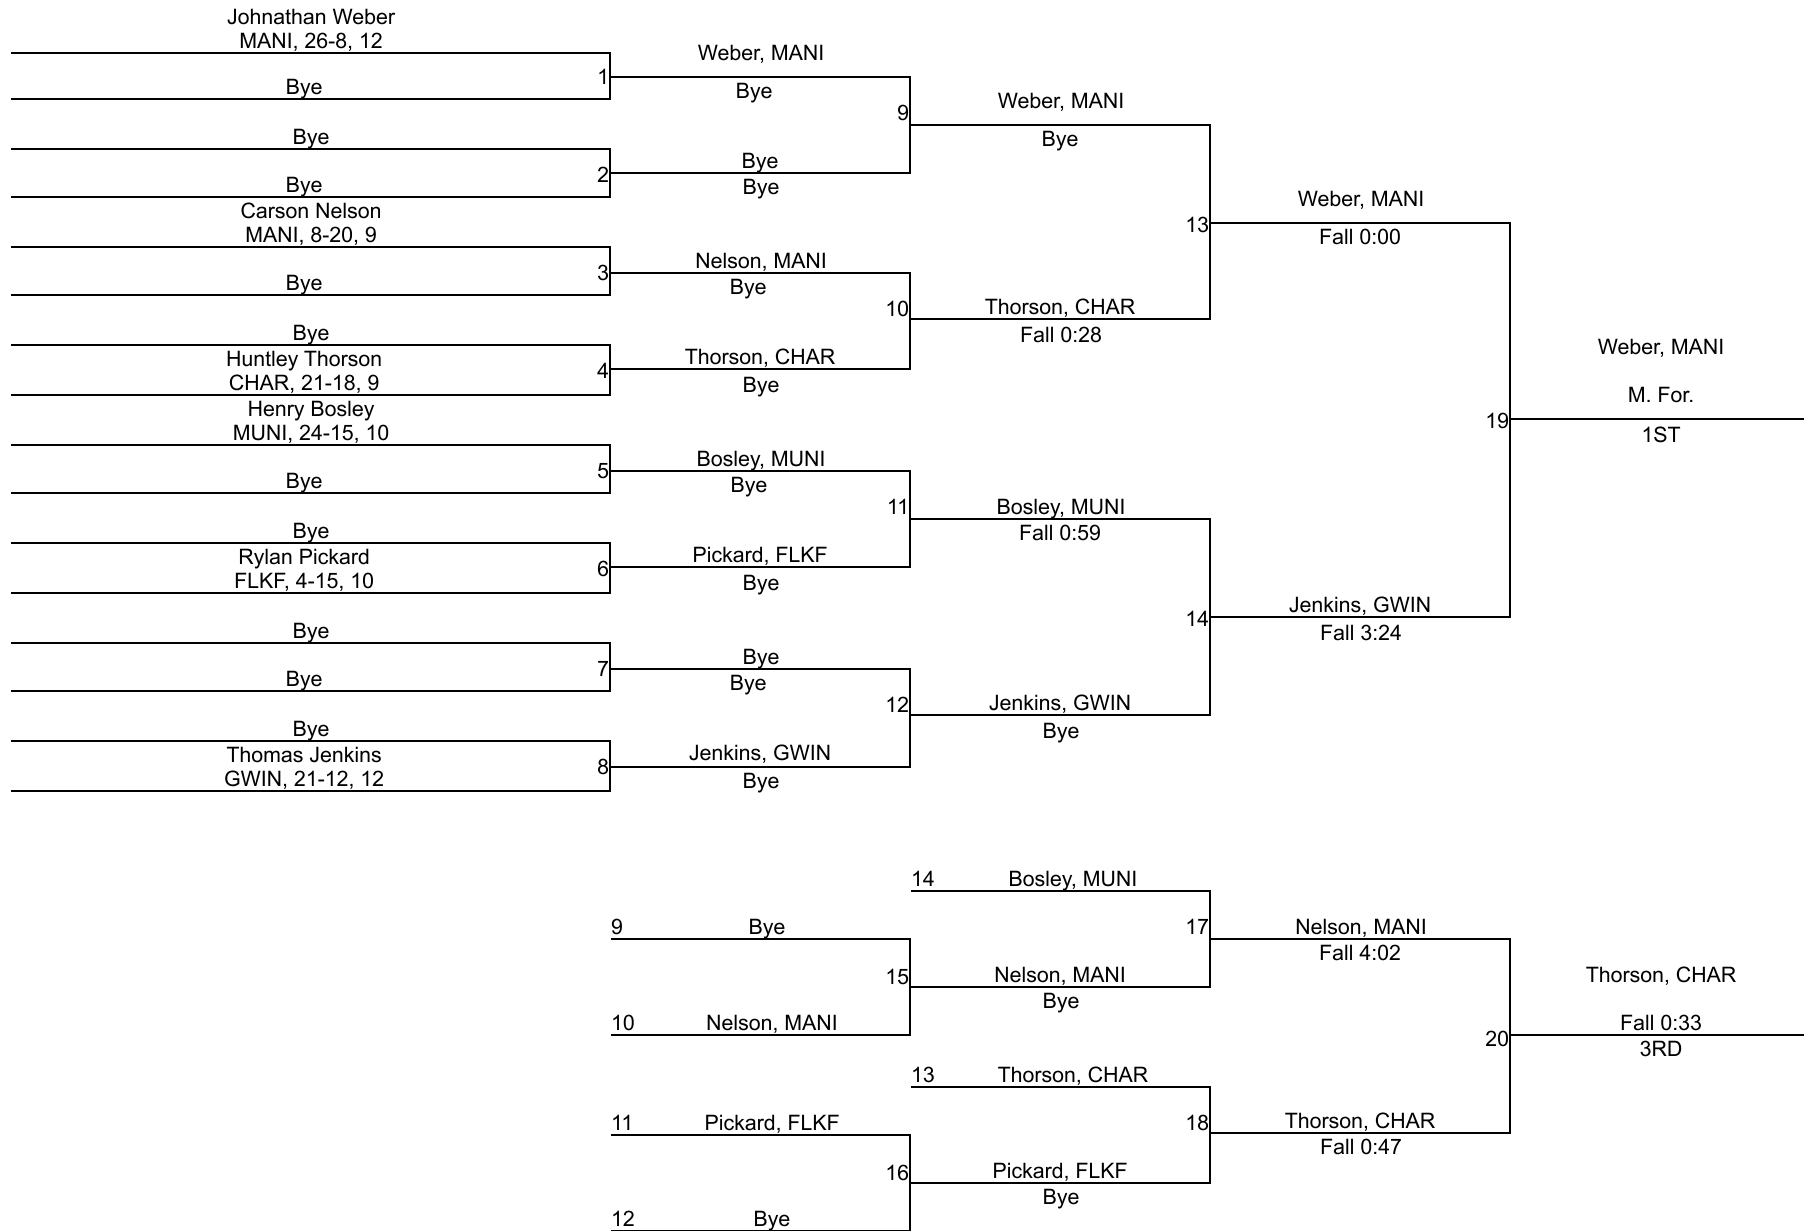 Johnathan Weber
MANI, 26-8, 12
Bye
1
Bye
Bye
2
Carson Nelson
MANI, 8-20, 9
Bye
3
Bye
Huntley Thorson
CHAR, 21-18, 9
4
Henry Bosley
MUNI, 24-15, 10
Bye
5
Bye
Rylan Pickard
FLKF, 4-15, 10
6
Bye
Bye
7
Bye
Thomas Jenkins
GWIN, 21-12, 12
8
Weber, MANI
Bye
9
Bye
Bye
Nelson, MANI
Bye
10
Thorson, CHAR
Bye
Bosley, MUNI
Bye
11
Pickard, FLKF
Bye
Bye
Bye
12
Jenkins, GWIN
Bye
Weber, MANI
Bye
13
Thorson, CHAR
Fall 0:28
Bosley, MUNI
Fall 0:59
14
Jenkins, GWIN
Bye
Weber, MANI
Fall 0:00
19
Jenkins, GWIN
Fall 3:24
Weber, MANI
M. For.
1ST
14 Bosley, MUNI
9 Bye
17
15
Nelson, MANI
Bye
10 Nelson, MANI
13 Thorson, CHAR
11 Pickard, FLKF
18
16
Pickard, FLKF
Bye
12 Bye
Nelson, MANI
Fall 4:02
20
Thorson, CHAR
Fall 0:47
Thorson, CHAR
Fall 0:33
3RD